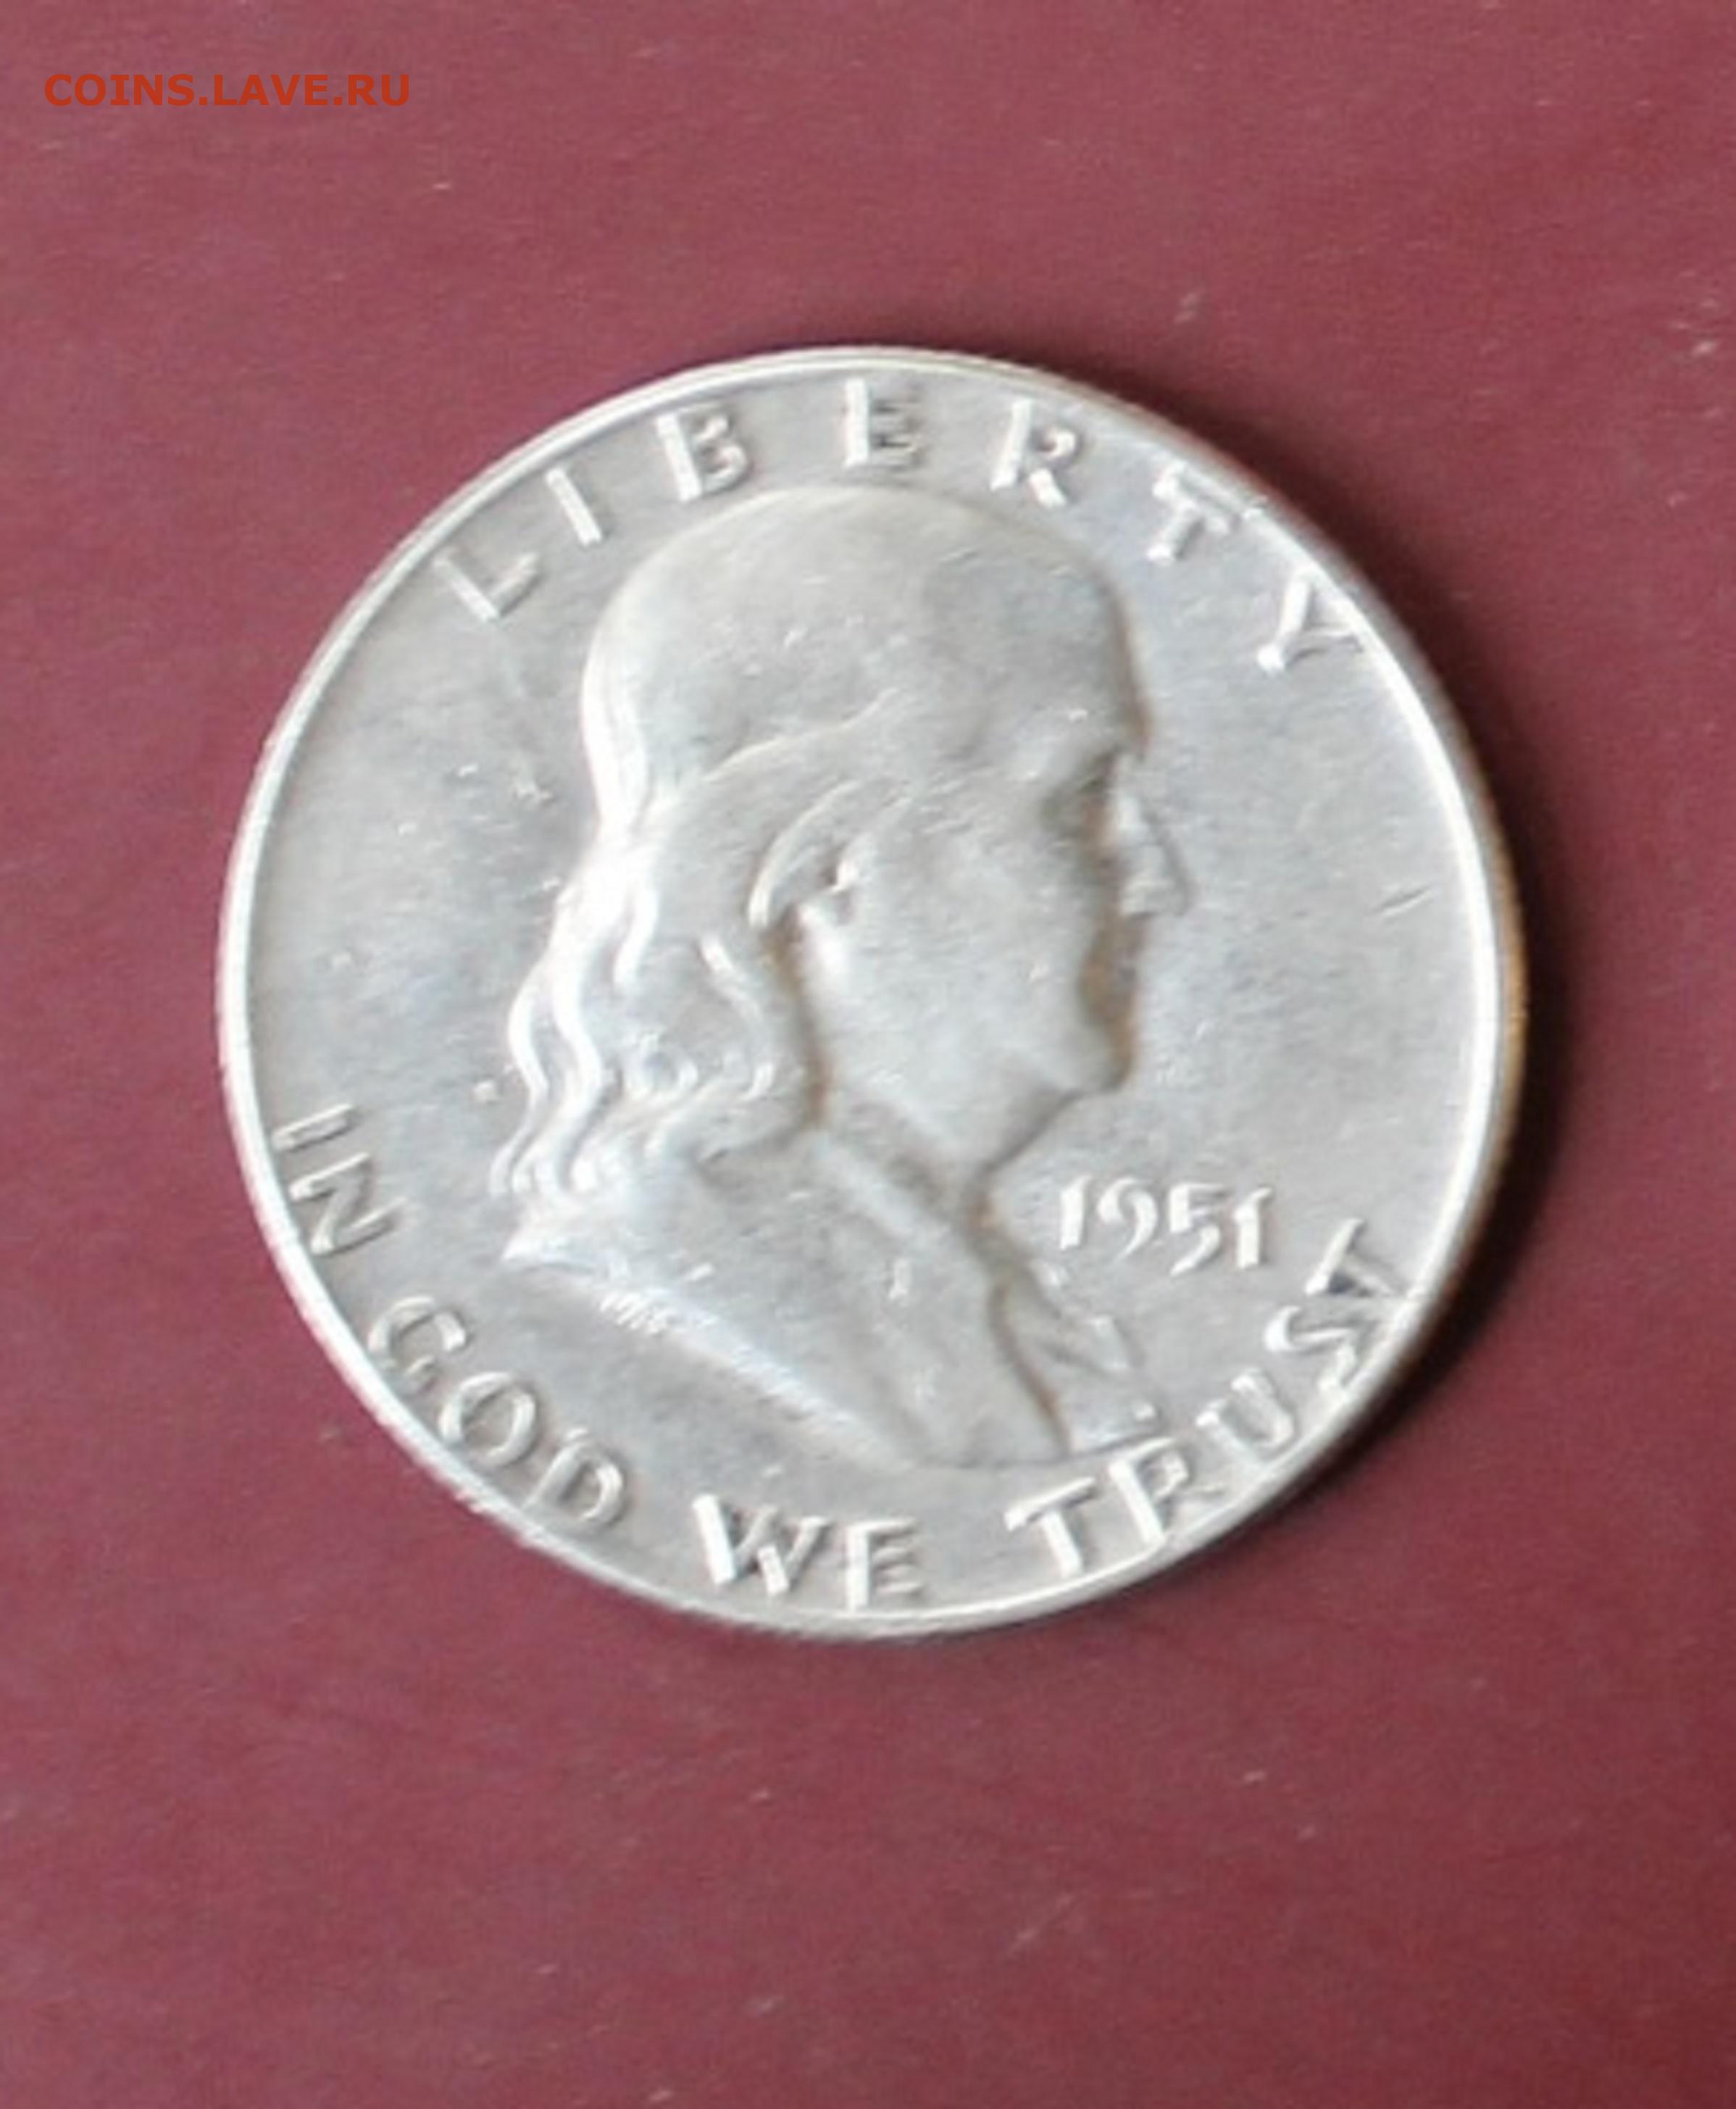 COINS.LAVE.RU
LIBERTY
1951
IN GOD WE TRUST